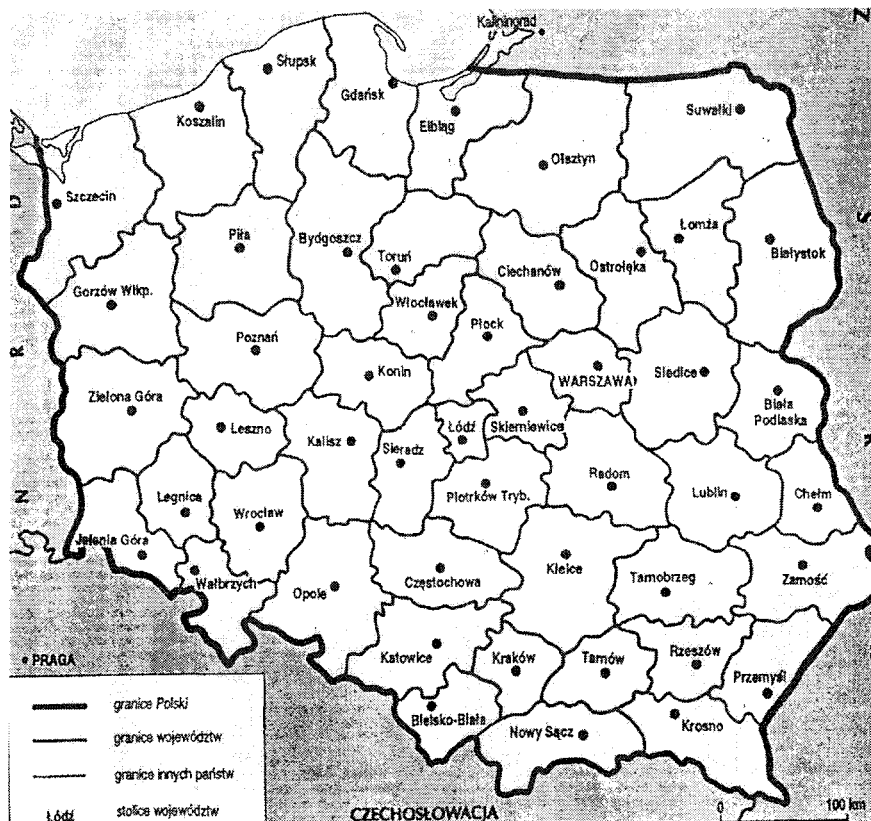 Kaliningrad
Z
Słupsk
Gdańsk
Koszalin
Elbląg
Suwałki
Olsztyn
D
Szczecin
S
Piła
Bydgoszcz
Toruń
Łomża
Białystok
Ciechanów
Ostrołęka
Gorzów Wlkp.
Włocławek
Płock
R
Poznań
Konin
WARSZAWA
Siedlce
Zielona Góra
Leszno
Kalisz
Łódź
Skierniewice
Biała
Podlaska
R
Sieradz
N
Legnica
Wrocław
Piotrków Tryb.
Radom
Lublin
Chełm
Jelenia Góra
Wałbrzych
Opole
Częstochowa
Kielce
Tarnobrzeg
Zamość
PRAGA
Katowice
Kraków
Tarnów
Rzeszów
Przemyśl
Bielsko-Biała
Nowy Sącz
Krosno
granice Polski
granice województw
granice innych państw
Łódź stolice województw
CZECHOSŁOWACJA
0 100 km